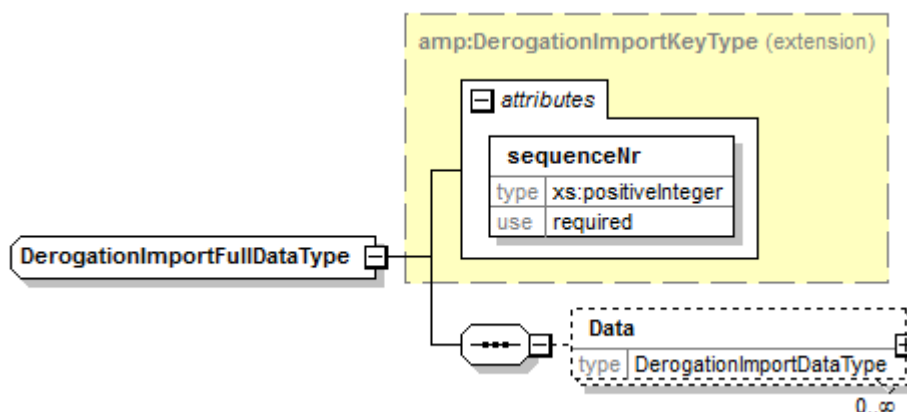 amp:DerogationImportKeyType (extension)
attributes
sequenceNr
type xs:positiveInteger
use required
DerogationImportFullDataType
Data
type DerogationImportDataType
0..∞